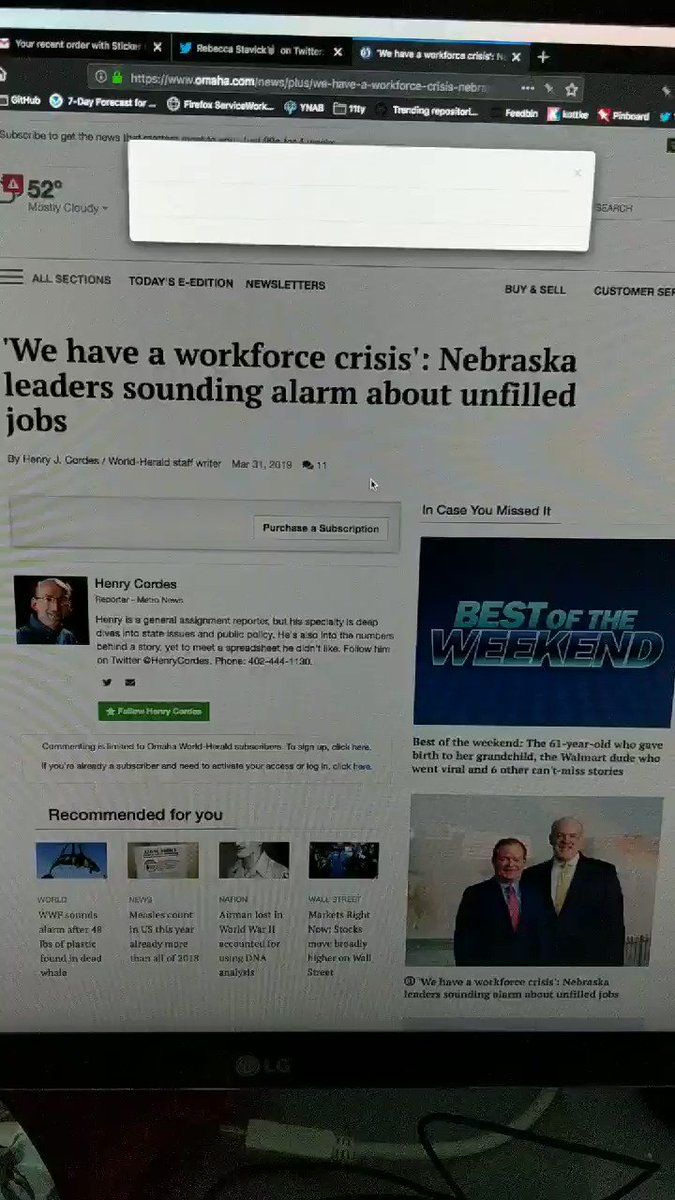 Your recent order with Sticker
Rebecca Stavick on Twitter:
'We have a workforce crisis': N
https://www.omaha.com/news/plus/we-have-a-workforce-crisis-nebra
GitHub
7-Day Forecast for ...
Firefox ServiceWork...
YNAB
11ty
Trending repositori...
Feedbin
kottke
Pinboard
Subscribe to get the news that
52°
Mostly Cloudy
SEARCH
ALL SECTIONS
TODAY'S E-EDITION
NEWSLETTERS
BUY & SELL
CUSTOMER SER
'We have a workforce crisis': Nebraska
leaders sounding alarm about unfilled
jobs
By Henry J. Cordes / World-Herald staff writer Mar 31, 2019 11
Purchase a Subscription
Henry Cordes
Reporter - Metro News
Henry is a general assignment reporter, but his specialty is deep
dives into state issues and public policy. He's also into the numbers
behind a story, yet to meet a spreadsheet he didn't like. Follow him
on Twitter @HenryCordes. Phone: 402-444-1130.
Follow Henry Cordes
Commenting is limited to Omaha World-Herald subscribers. To sign up, click here.
If you're already a subscriber and need to activate your access or log in, click here.
Recommended for you
WORLD
WWF sounds
alarm after 48
lbs of plastic
found in dead
whale
NEWS
Measles count
in US this year
already more
than all of 2018
NATION
Airman lost in
World War II
accounted for
using DNA
analysis
WALL STREET
Markets Right
Now: Stocks
move broadly
higher on Wall
Street
In Case You Missed It
BEST OF THE
WEEKEND
Best of the weekend: The 61-year-old who gave
birth to her grandchild, the Walmart dude who
went viral and 6 other can't-miss stories
'We have a workforce crisis': Nebraska
leaders sounding alarm about unfilled jobs
LG